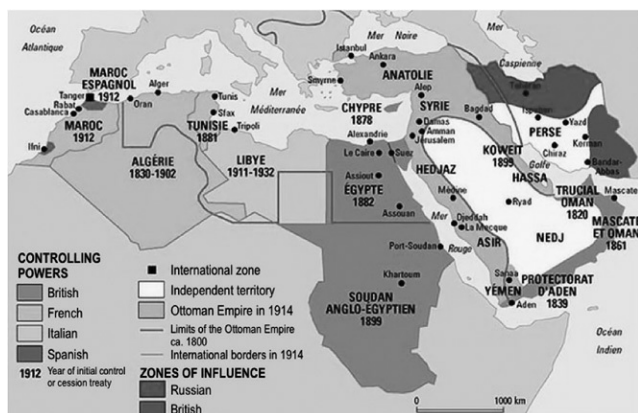 Océan
Atlantique
Mer Noire
Mer
Caspienne
Istanbul
Ankara
ANATOLIE
Smyrne
MAROC
ESPAGNOL
1912
Tanger
Rabat
Casablanca
MAROC
1912
Ifni
Oran
Alger
Tunis
Sfax
TUNISIE
1881
Tripoli
Mer
Méditerranée
CHYPRE
1878
Alep
SYRIE
Damas
Amman
Jérusalem
Bagdad
Teheran
Ispahan
Yazd
PERSE
Kerman
Chiraz
Bandar-
Abbas
KOWEIT
1899
Golfe
HASSA
Alexandrie
Le Caire
Suez
ALGÉRIE
1830-1902
LIBYE
1911-1932
Assiout
ÉGYPTE
1882
Assouan
HEDJAZ
Médine
Ryad
TRUCIAL
OMAN
1820
Mascate
MASCATE
ET OMAN
1861
Mer
Rouge
Djeddah
La Mecque
NEDJ
ASIR
Port-Soudan
Khartoum
SOUDAN
ANGLO-ÉGYPTIEN
1899
Sanaa
YÉMEN
Aden
PROTECTORAT
D'ADEN
1839
Océan
Indien
CONTROLLING
POWERS
British
French
Italian
Spanish
1912 Year of initial control
or cession treaty
International zone
Independent territory
Ottoman Empire in 1914
Limits of the Ottoman Empire
ca. 1800
International borders in 1914
ZONES OF INFLUENCE
Russian
British
0 1000 km